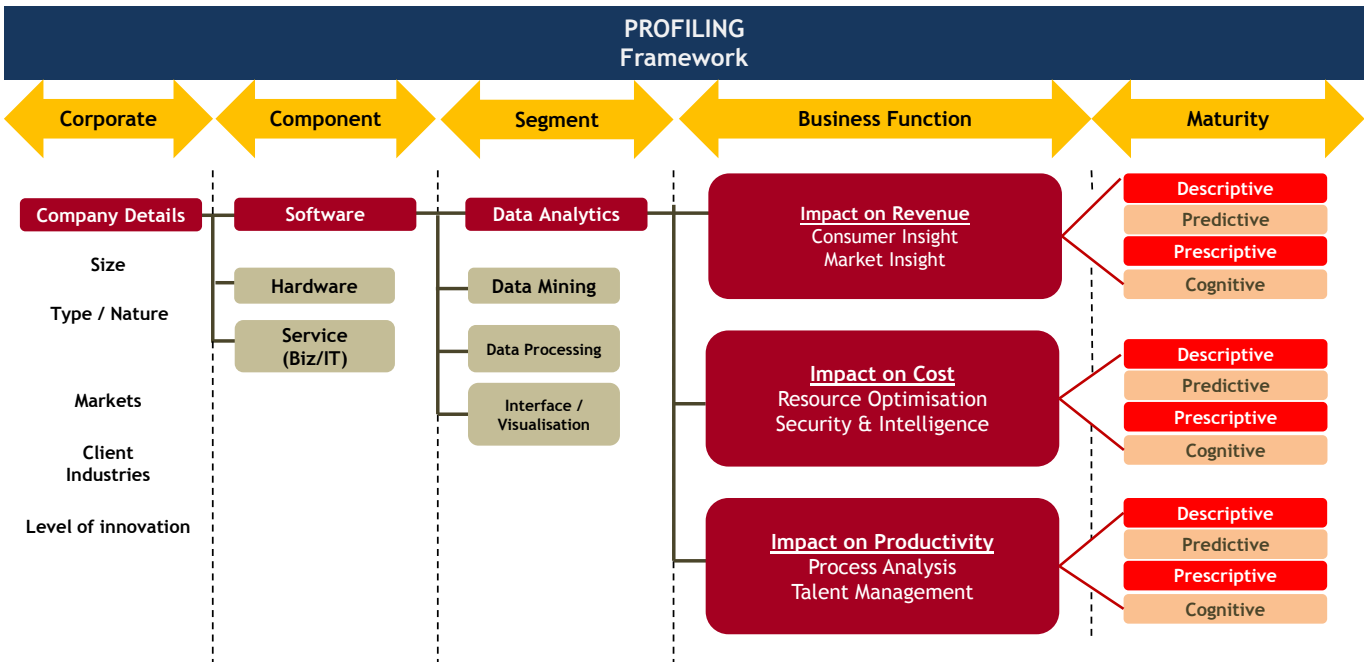 PROFILING
Framework
Corporate
Component
Segment
Business Function
Maturity
Company Details
Size
Type / Nature
Markets
Client
Industries
Level of innovation
Software
Hardware
Service
(Biz/IT)
Data Analytics
Data Mining
Data Processing
Interface /
Visualisation
Impact on Revenue
Consumer Insight
Market Insight
Impact on Cost
Resource Optimisation
Security & Intelligence
Impact on Productivity
Process Analysis
Talent Management
Descriptive
Predictive
Prescriptive
Cognitive
Descriptive
Predictive
Prescriptive
Cognitive
Descriptive
Predictive
Prescriptive
Cognitive